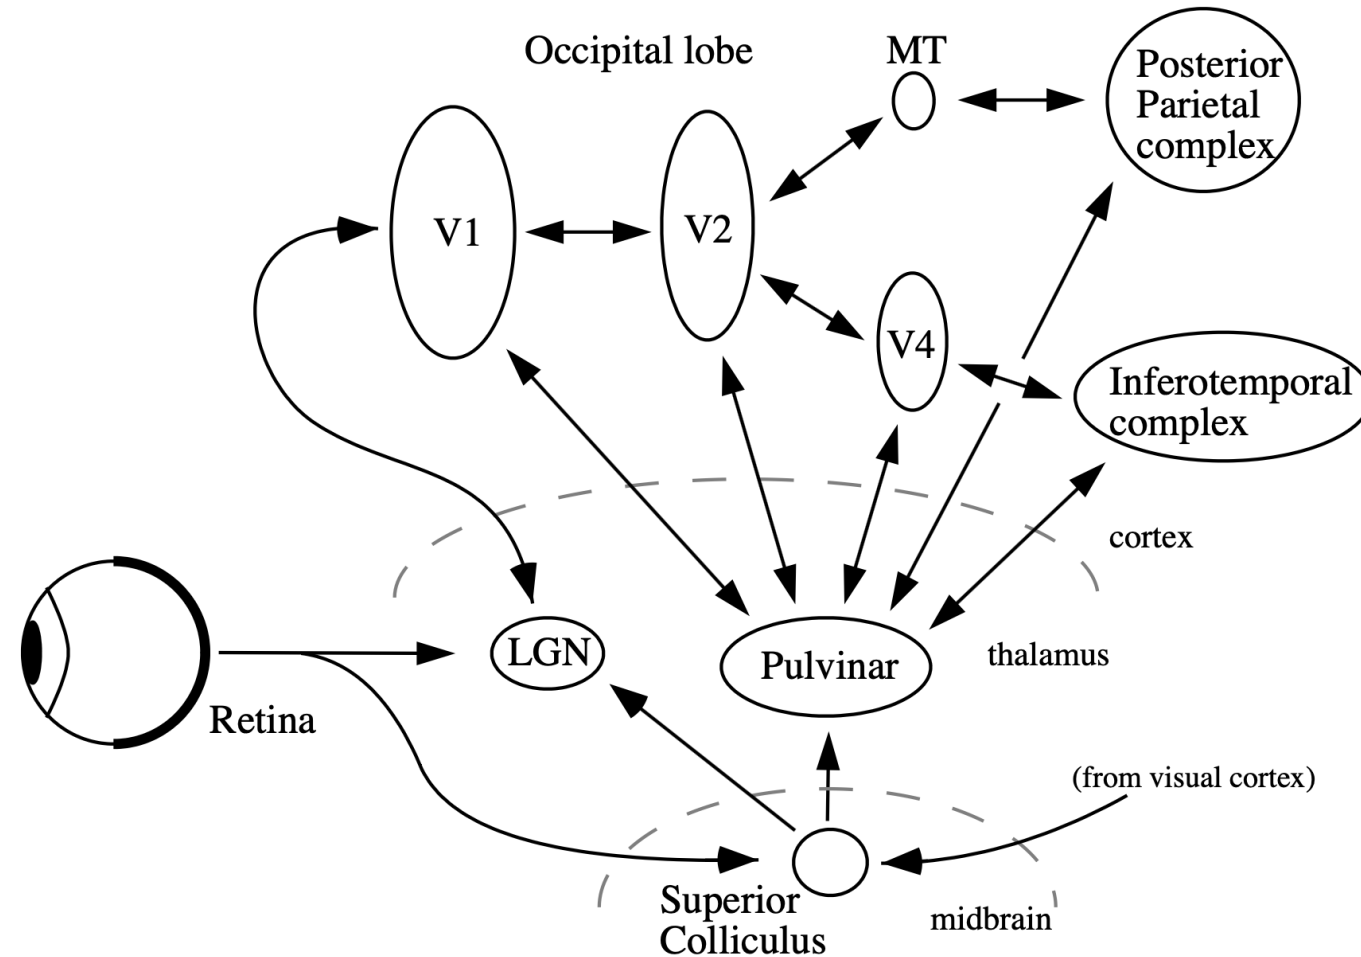 Occipital lobe
MT
Posterior
Parietal
complex
V1
V2
V4
Inferotemporal
complex
cortex
LGN
Pulvinar
thalamus
Retina
(from visual cortex)
Superior
Colliculus
midbrain